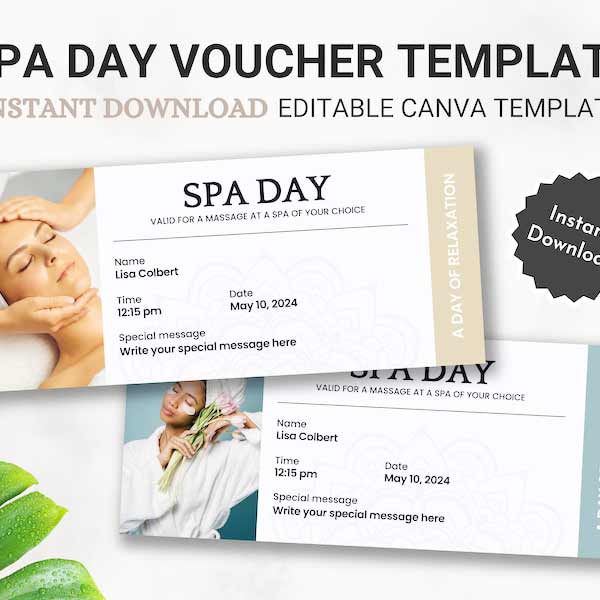 PA DAY VOUCHER TEMPLAT
NSTANT DOWNLOAD EDITABLE CANVA TEMPLAT
SPA DAY
VALID FOR A MASSAGE AT A SPA OF YOUR CHOICE
Name
Lisa Colbert
Time
12:15 pm
Date
May 10, 2024
Special message
Write your special message here
A DAY OF RELAXATION
Instan
Downloa
SPA DAY
VALID FOR A MASSAGE AT A SPA OF YOUR CHOICE
Name
Lisa Colbert
Time
12:15 pm
Date
May 10, 2024
Special message
Write your special message here